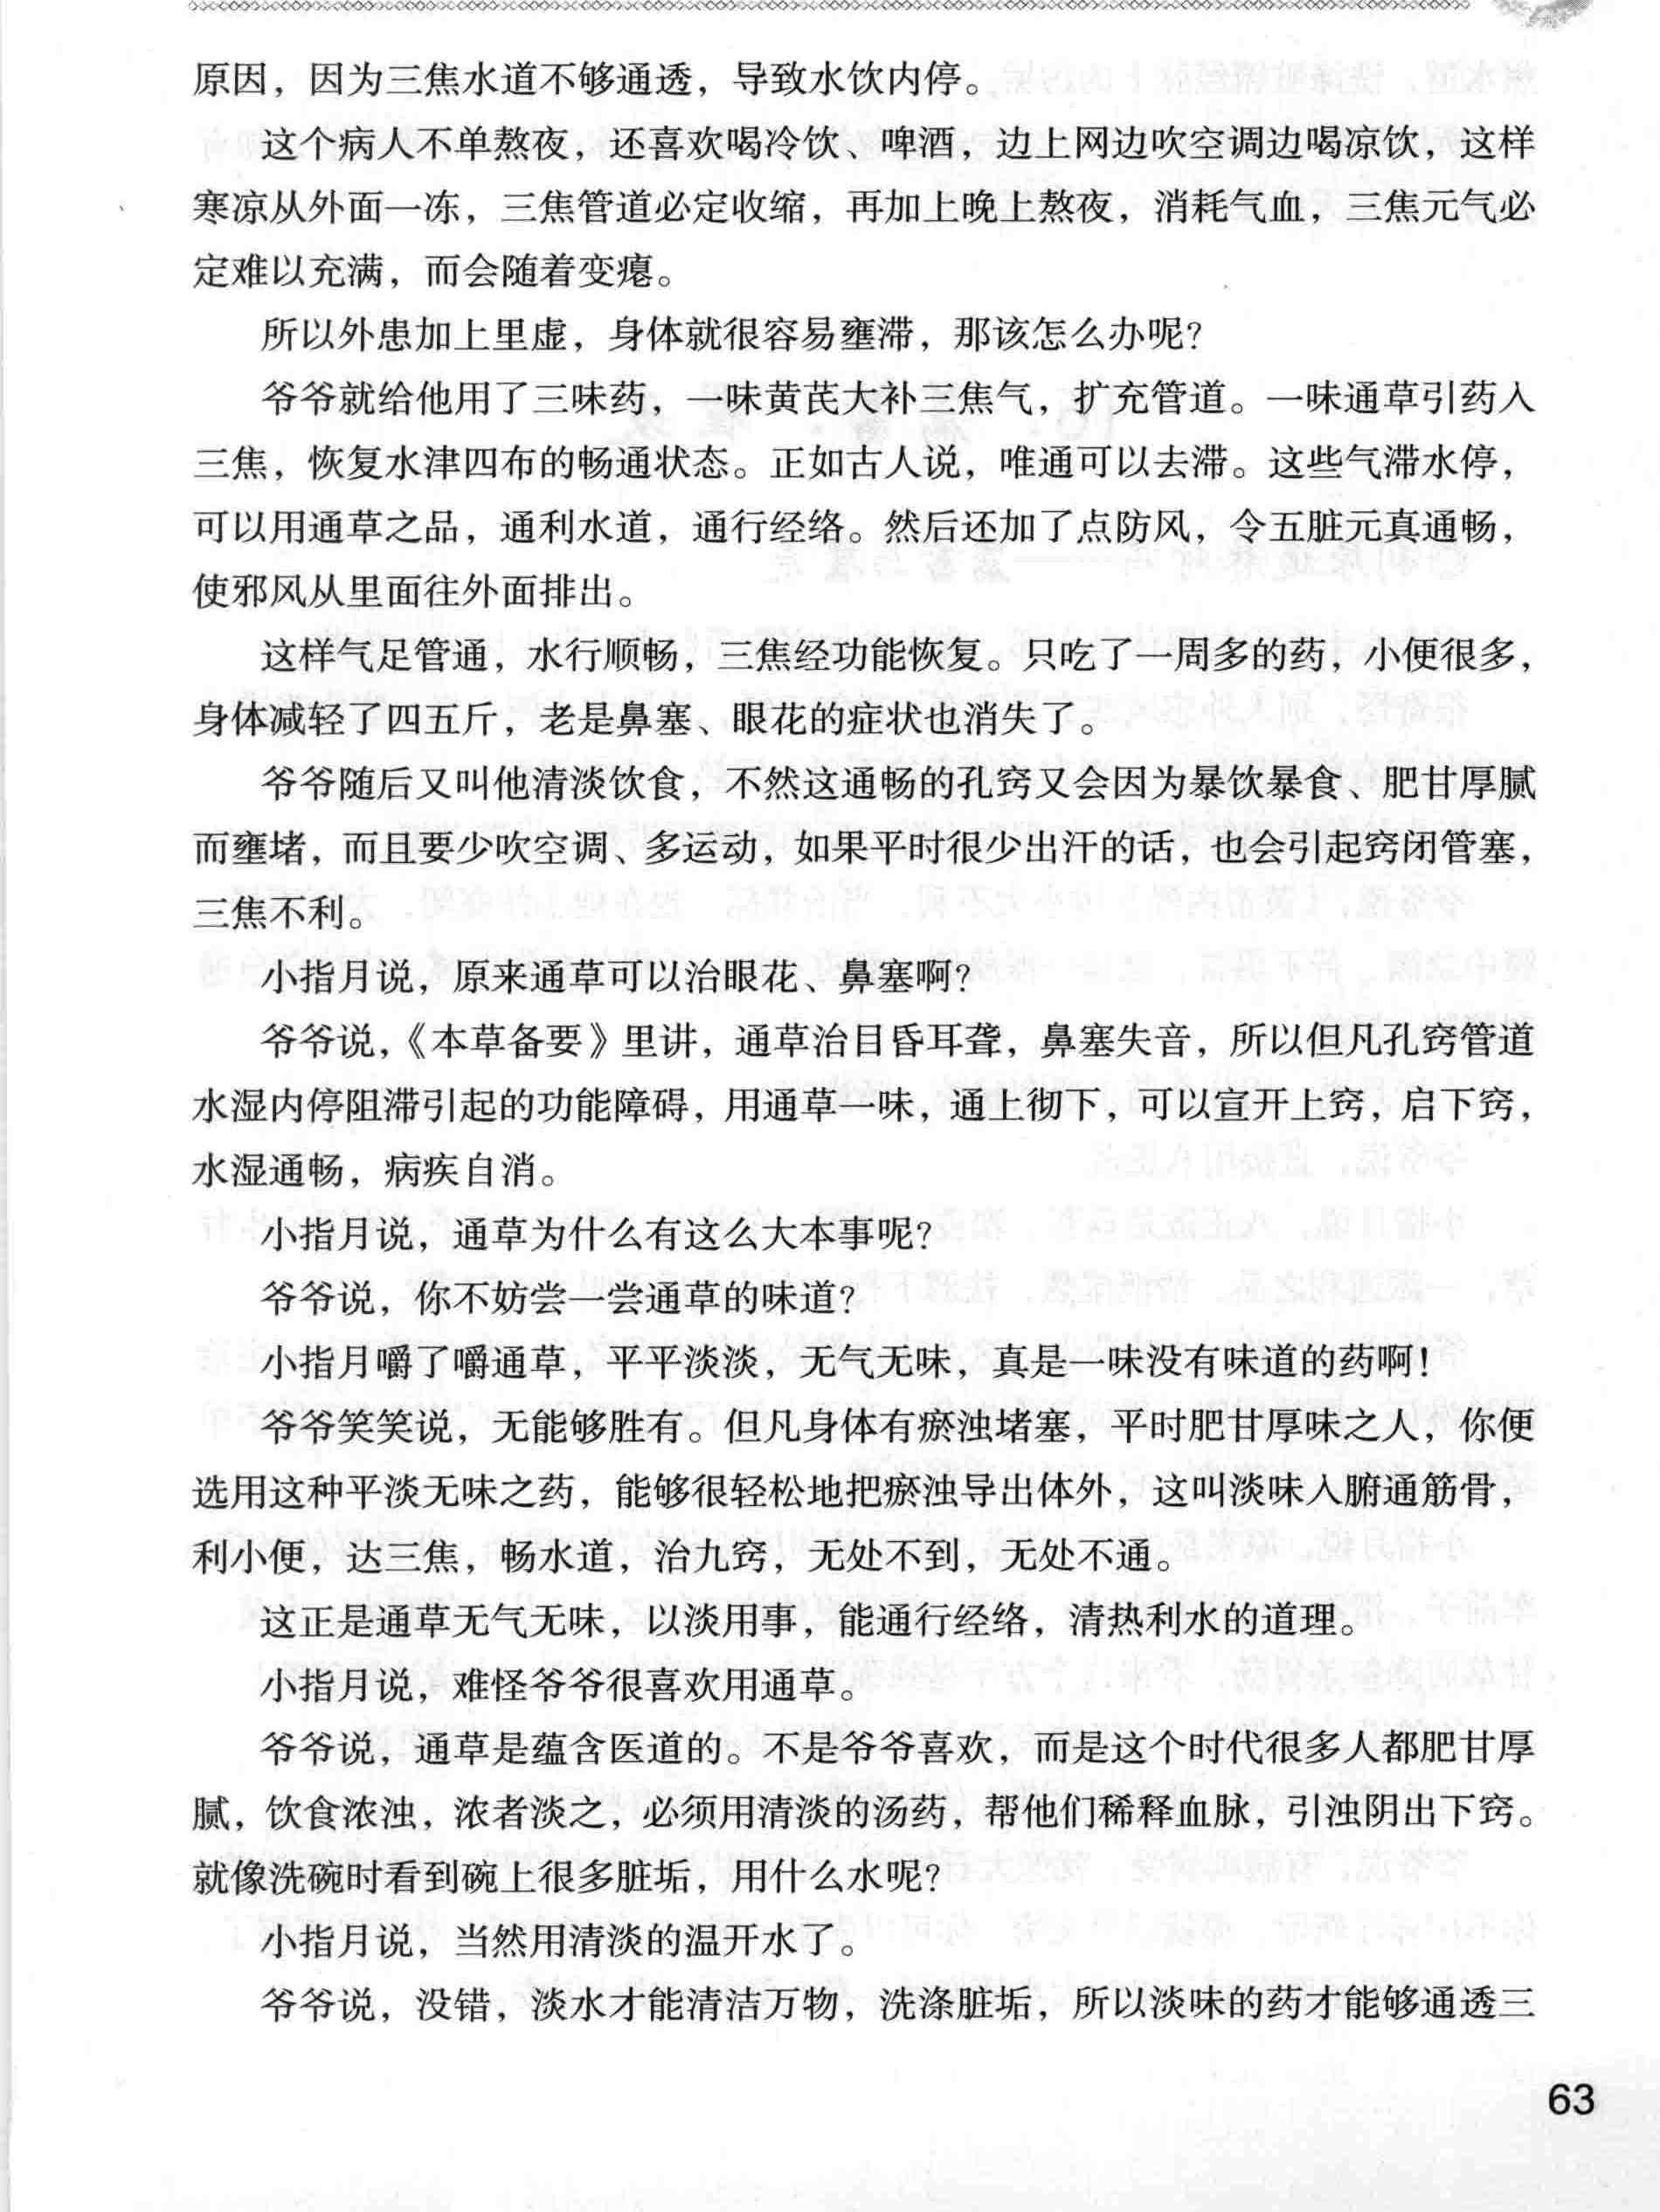 原因，因为三焦水道不够通透，导致水饮内停。
这个病人不单熬夜，还喜欢喝冷饮、啤酒，边上网边吹空调边喝凉饮，这样
寒凉从外面一冻，三焦管道必定收缩，再加上晚上熬夜，消耗气血，三焦元气必
定难以充满，而会随着变瘪。
所以外患加上里虚，身体就很容易壅滞，那该怎么办呢？
爷爷就给他用了三味药，一味黄芪大补三焦气，扩充管道。一味通草引药入
三焦，恢复水津四布的畅通状态。正如古人说，唯通可以去滞。这些气滞水停，
可以用通草之品，通利水道，通行经络。然后还加了点防风，令五脏元真通畅，
使邪风从里面往外面排出。
这样气足管通，水行顺畅，三焦经功能恢复。只吃了一周多的药，小便很多，
身体减轻了四五斤，老是鼻塞、眼花的症状也消失了。
爷爷随后又叫他清淡饮食，不然这通畅的孔窍又会因为暴饮暴食、肥甘厚腻
而壅堵，而且要少吹空调、多运动，如果平时很少出汗的话，也会引起窍闭管塞，
三焦不利。
小指月说，原来通草可以治眼花、鼻塞啊？
爷爷说，《本草备要》里讲，通草治目昏耳聋，鼻塞失音，所以但凡孔窍管道
水湿内停阻滞引起的功能障碍，用通草一味，通上彻下，可以宣开上窍，启下窍，
水湿通畅，病疾自消。
小指月说，通草为什么有这么大本事呢？
爷爷说，你不妨尝一尝通草的味道？
小指月嚼了嚼通草，平平淡淡，无气无味，真是一味没有味道的药啊！
爷爷笑笑说，无能够胜有。但凡身体有瘀浊堵塞，平时肥甘厚味之人，你便
选用这种平淡无味之药，能够很轻松地把瘀浊导出体外，这叫淡味入腑通筋骨，
利小便，达三焦，畅水道，治九窍，无处不到，无处不通。
这正是通草无气无味，以淡用事，能通行经络，清热利水的道理。
小指月说，难怪爷爷很喜欢用通草。
爷爷说，通草是蕴含医道的。不是爷爷喜欢，而是这个时代很多人都肥甘厚
腻，饮食浓浊，浓者淡之，必须用清淡的汤药，帮他们稀释血脉，引浊阴出下窍。
就像洗碗时看到碗上很多脏垢，用什么水呢？
小指月说，当然用清淡的温开水了。
爷爷说，没错，淡水才能清洁万物，洗涤脏垢，所以淡味的药才能够通透三
63